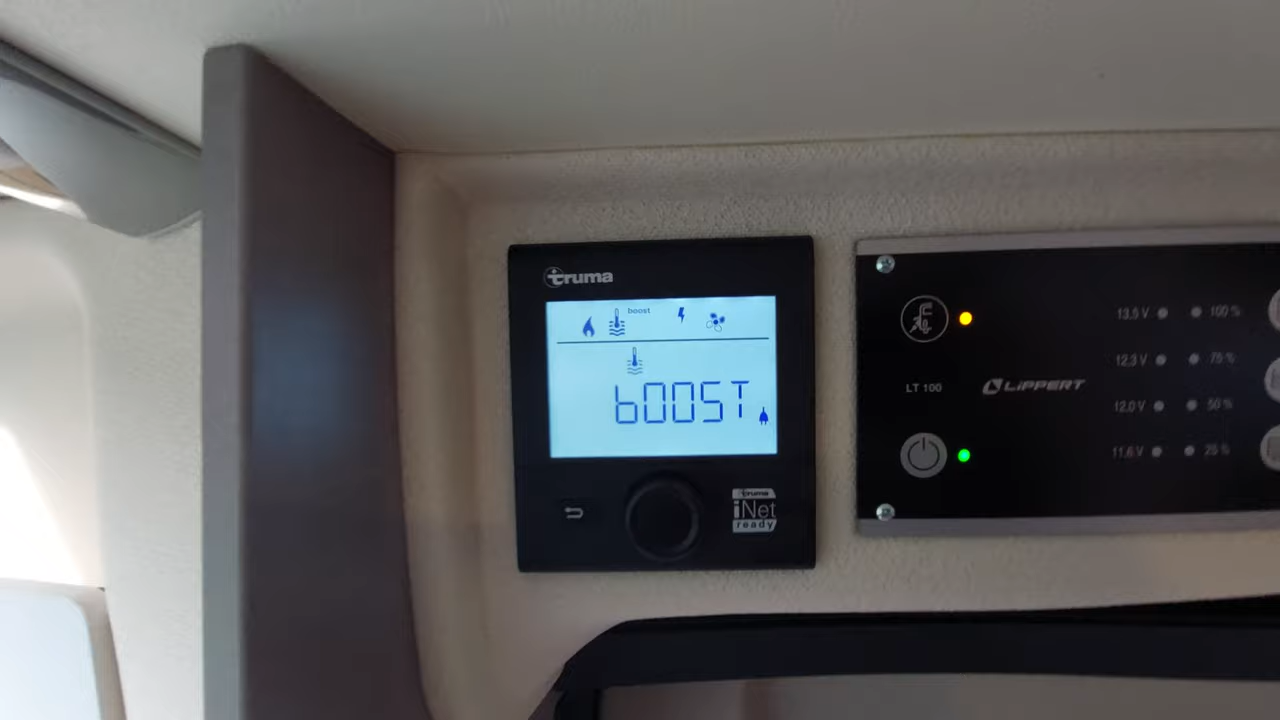 truma
boost
bOOST
truma
iNet
ready
LT 100
LiPPERT
13,5 V
100 %
12,3 V
75 %
12,0 V
50 %
11,6 V
25 %